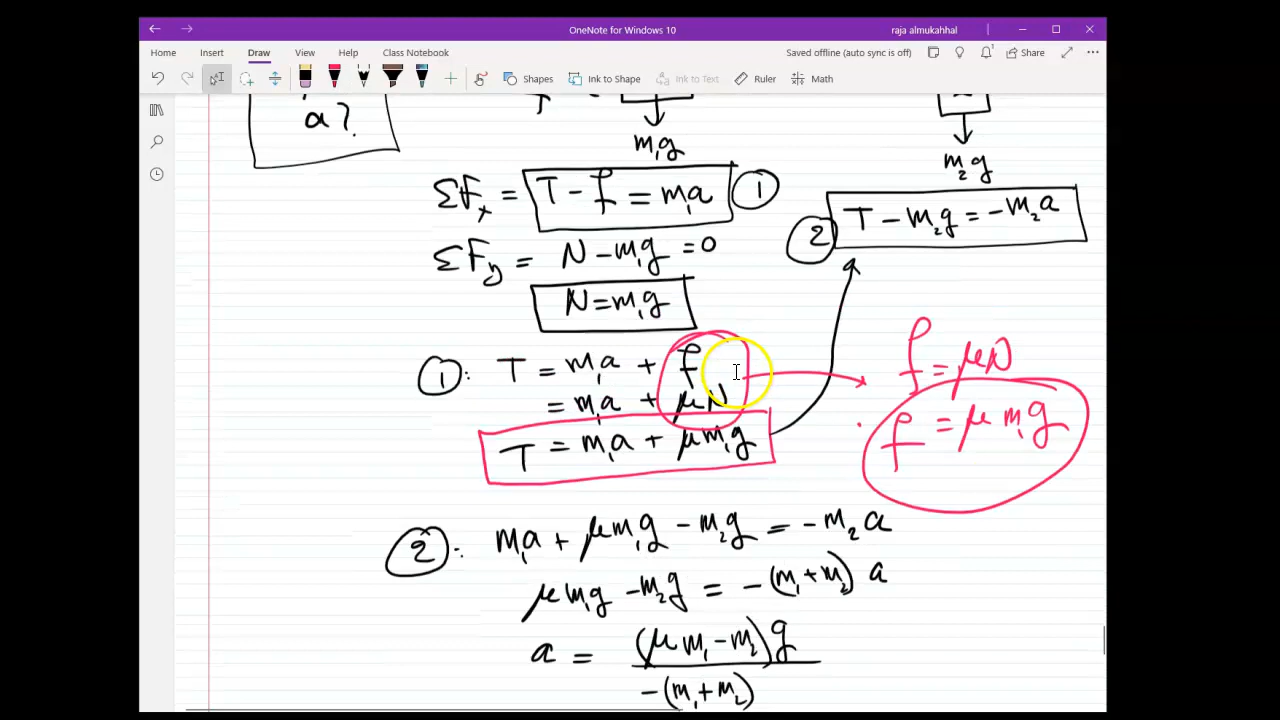 OneNote for Windows 10
raja almukahhal
Home Insert Draw View Help Class Notebook
Saved offline (auto sync is off)
Share
Shapes Ink to Shape Ink to Text Ruler Math
a?
m₁g
m₂g
ΣFₓ = T - f = m₁a ①
② T - m₂g = -m₂a
ΣFy = N - m₁g = 0
N = m₁g
①: T = m₁a + f
= m₁a + μN
T = m₁a + μm₁g
f = μN
f = μm₁g
②: m₁a + μm₁g - m₂g = -m₂a
μm₁g - m₂g = -(m₁+m₂) a
a = (μm₁-m₂)g
-(m₁+m₂)